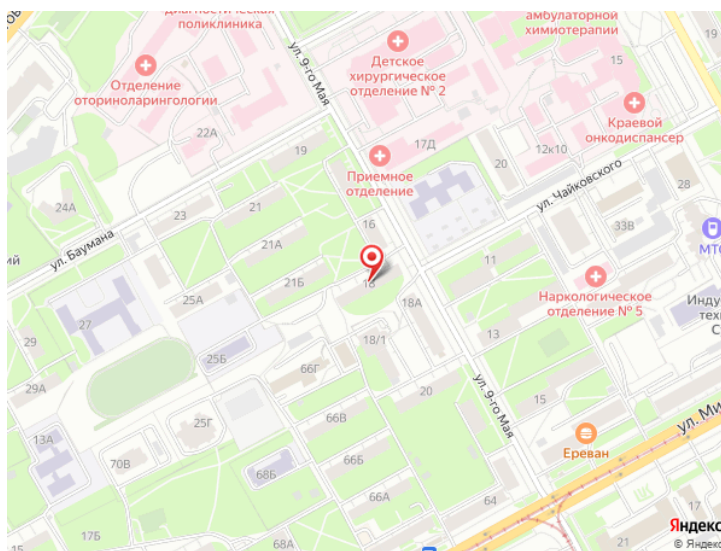 диагностическая
поликлиника
ул. 9-го Мая
амбулаторной
химиотерапии
Детское
хирургическое
отделение № 2
15
Отделение
оториноларингологии
Краевой
онкодиспансер
22А
17Д
12к10
19
Приемное
отделение
20
ул. Чайковского
28
24А
23
21
16
33В
МТС
ул. Баумана
21А
11
21Б
18
25А
18А
Наркологическое
отделение № 5
27
13
29
25Б
18/1
66Г
29А
20
ул. 9-го Мая
15
25Г
66В
Ереван
13А
70В
66Б
68Б
66А
64
17Б
68А
17
21
Яндекс
© Яндекс